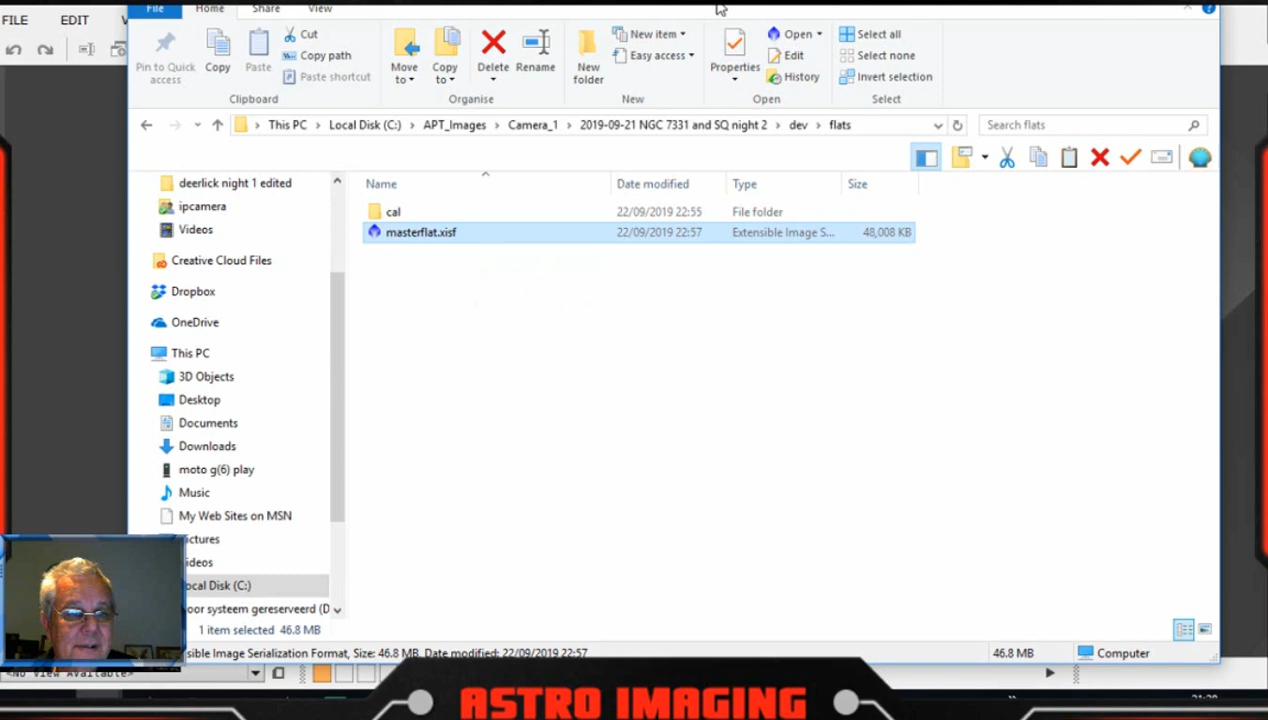 FILE EDIT
File Home Share View
Pin to Quick access
Copy
Paste
Cut
Copy path
Paste shortcut
Clipboard
Move to
Copy to
Delete
Rename
Organise
New folder
New item
Easy access
New
Properties
Open
Edit
History
Open
Select all
Select none
Invert selection
Select
This PC > Local Disk (C:) > APT_Images > Camera_1 > 2019-09-21 NGC 7331 and SQ night 2 > dev > flats
Search flats
Name Date modified Type Size
cal 22/09/2019 22:55 File folder
masterflat.xisf 22/09/2019 22:57 Extensible Image S... 48,008 KB
deerlick night 1 edited
ipcamera
Videos
Creative Cloud Files
Dropbox
OneDrive
This PC
3D Objects
Desktop
Documents
Downloads
moto g(6) play
Music
My Web Sites on MSN
ictures
ideos
ocal Disk (C:)
oor systeem gereserveerd (D
1 item selected 46.8 MB
sible Image Serialization Format, Size: 46.8 MB, Date modified: 22/09/2019 22:57
46.8 MB
Computer
<No View Available>
ASTRO IMAGING